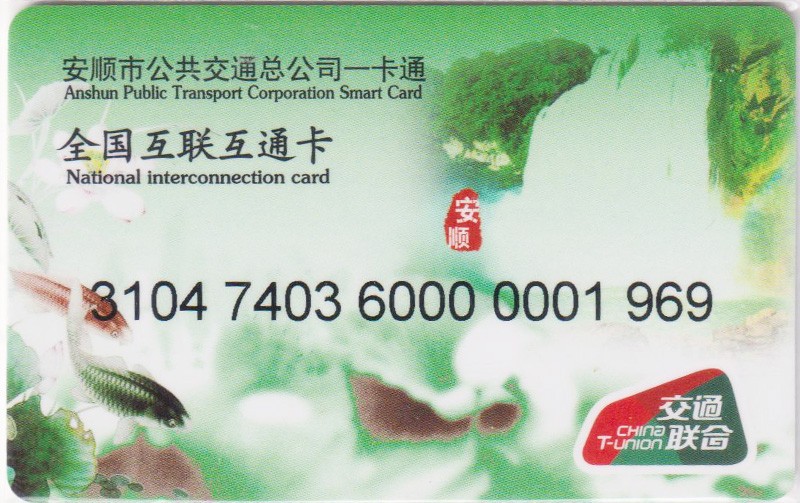 安顺市公共交通总公司一卡通
Anshun Public Transport Corporation Smart Card
全国互联互通卡
National interconnection card
安
顺
3104 7403 6000 0001 969
交通
CHINA
T-UNION 联合